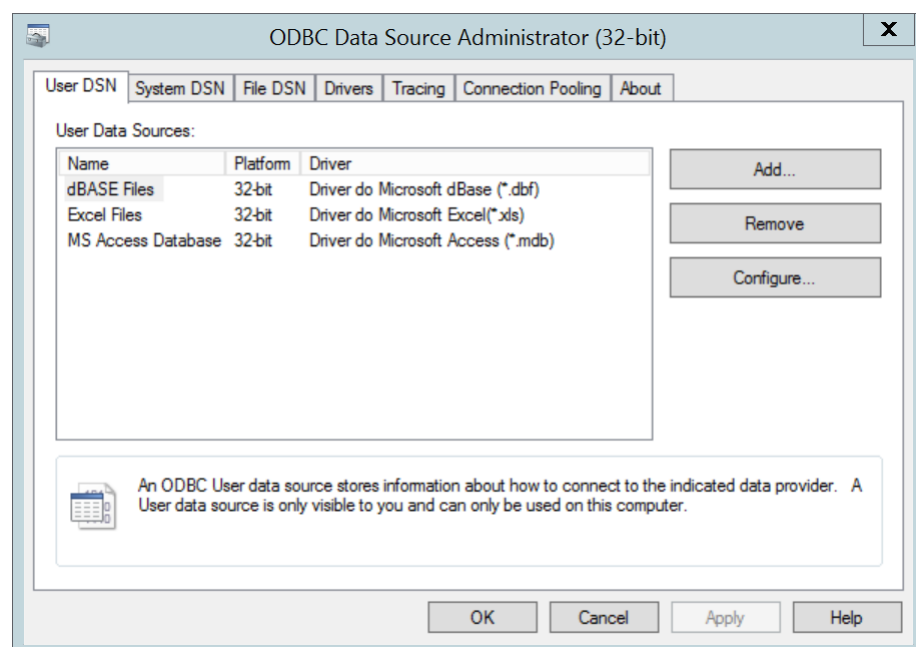 ODBC Data Source Administrator (32-bit)
X
User DSN System DSN File DSN Drivers Tracing Connection Pooling About
User Data Sources:
Name Platform Driver
dBASE Files 32-bit Driver do Microsoft dBase (*.dbf)
Excel Files 32-bit Driver do Microsoft Excel(*.xls)
MS Access Database 32-bit Driver do Microsoft Access (*.mdb)
Add...
Remove
Configure...
An ODBC User data source stores information about how to connect to the indicated data provider. A
User data source is only visible to you and can only be used on this computer.
OK Cancel Apply Help